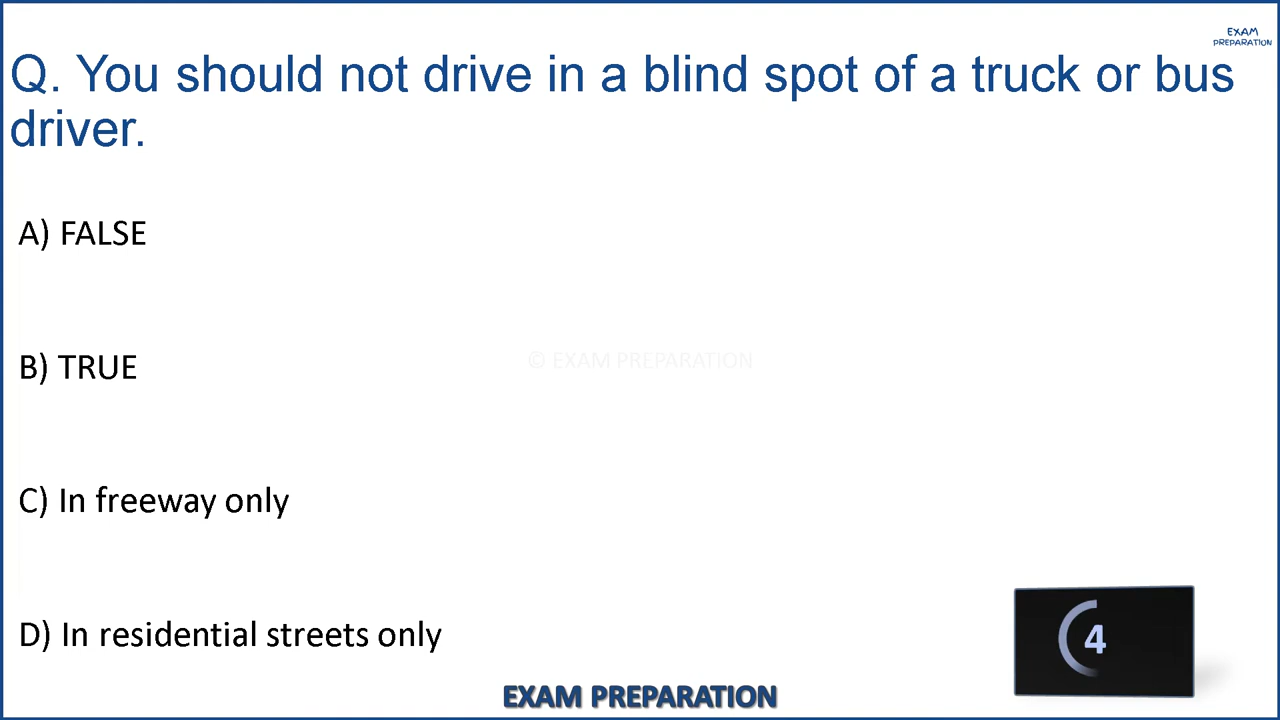 EXAM
PREPARATION
Q. You should not drive in a blind spot of a truck or bus
driver.
A) FALSE
B) TRUE
© EXAM PREPARATION
C) In freeway only
D) In residential streets only
4
EXAM PREPARATION